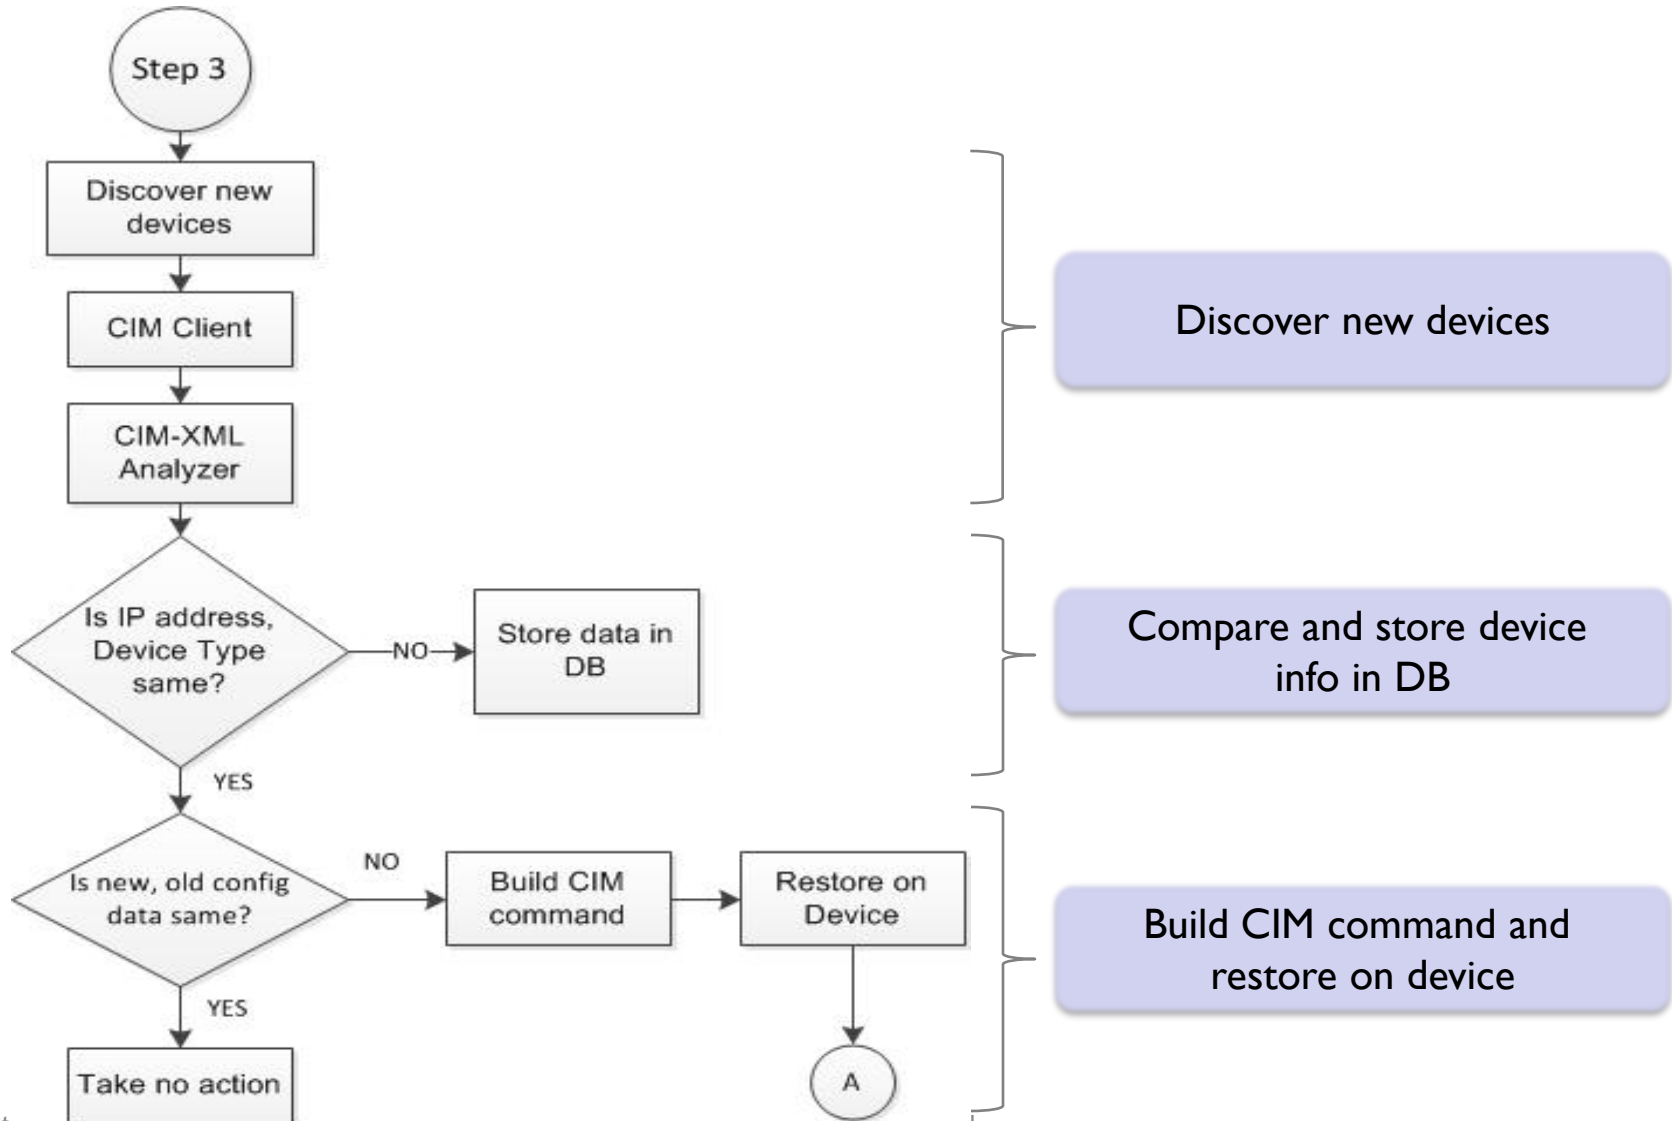 Step 3
Discover new
devices
CIM Client
CIM-XML
Analyzer
Discover new devices
Is IP address,
Device Type
same?
NO
Store data in
DB
Compare and store device
info in DB
YES
Is new, old config
data same?
NO
Build CIM
command
Restore on
Device
Build CIM command and
restore on device
YES
Take no action
A